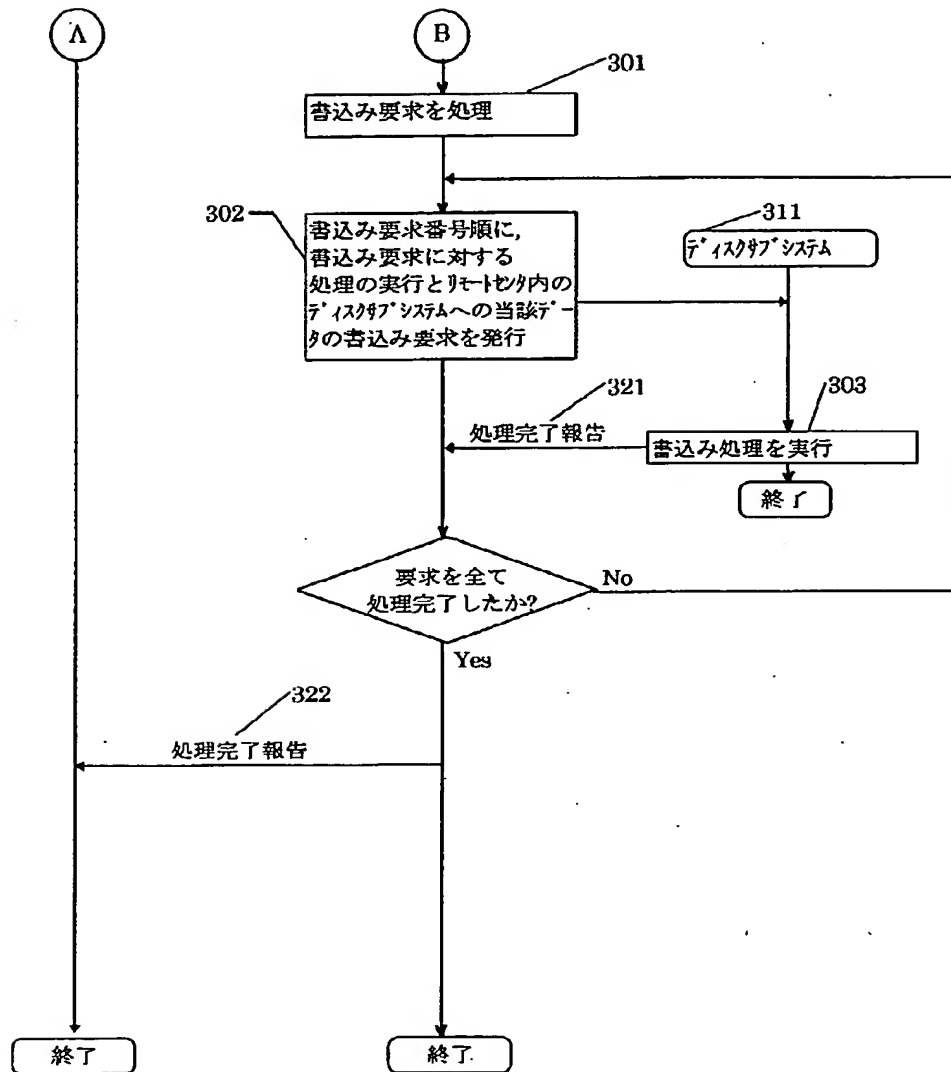 A
B
301
書込み要求を処理
302
書込み要求番号順に,
書込み要求に対する
処理の実行とリモートセンタ内の
ディスクサブシステムへの当該デー
タの書込み要求を発行
311
ディスクサブシステム
321
処理完了報告
303
書込み処理を実行
終了
要求を全て
処理完了したか?
No
Yes
322
処理完了報告
終了
終了